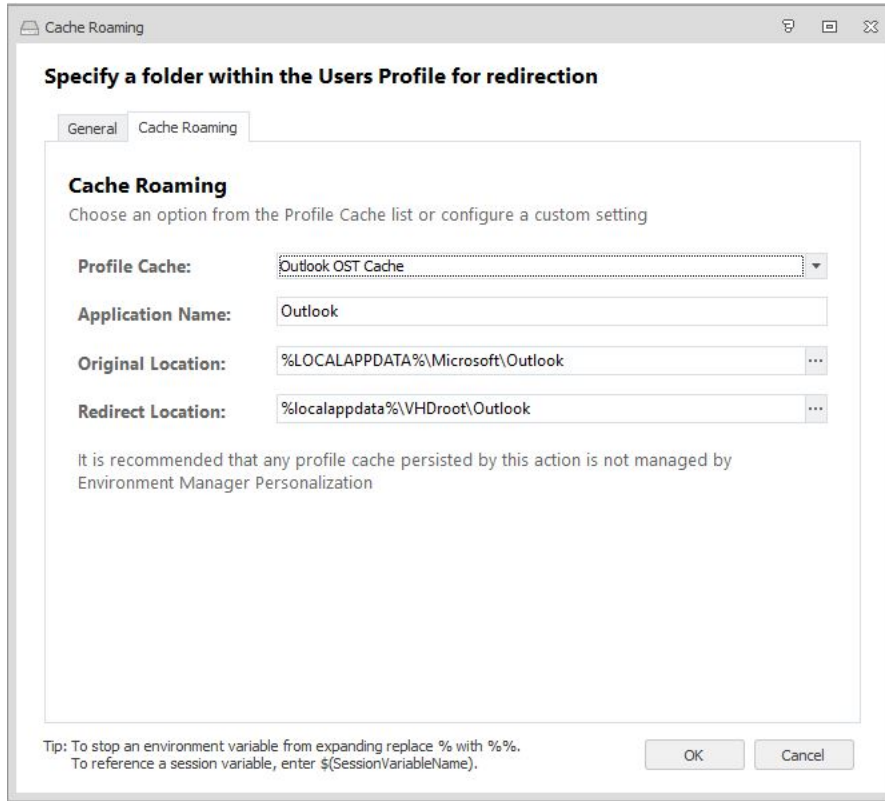 Cache Roaming
Specify a folder within the Users Profile for redirection
General Cache Roaming
Cache Roaming
Choose an option from the Profile Cache list or configure a custom setting
Profile Cache: Outlook OST Cache
Application Name: Outlook
Original Location: %LOCALAPPDATA%\Microsoft\Outlook ...
Redirect Location: %localappdata%\VHDroot\Outlook ...
It is recommended that any profile cache persisted by this action is not managed by
Environment Manager Personalization
Tip: To stop an environment variable from expanding replace % with %%.
To reference a session variable, enter $(SessionVariableName).
OK Cancel